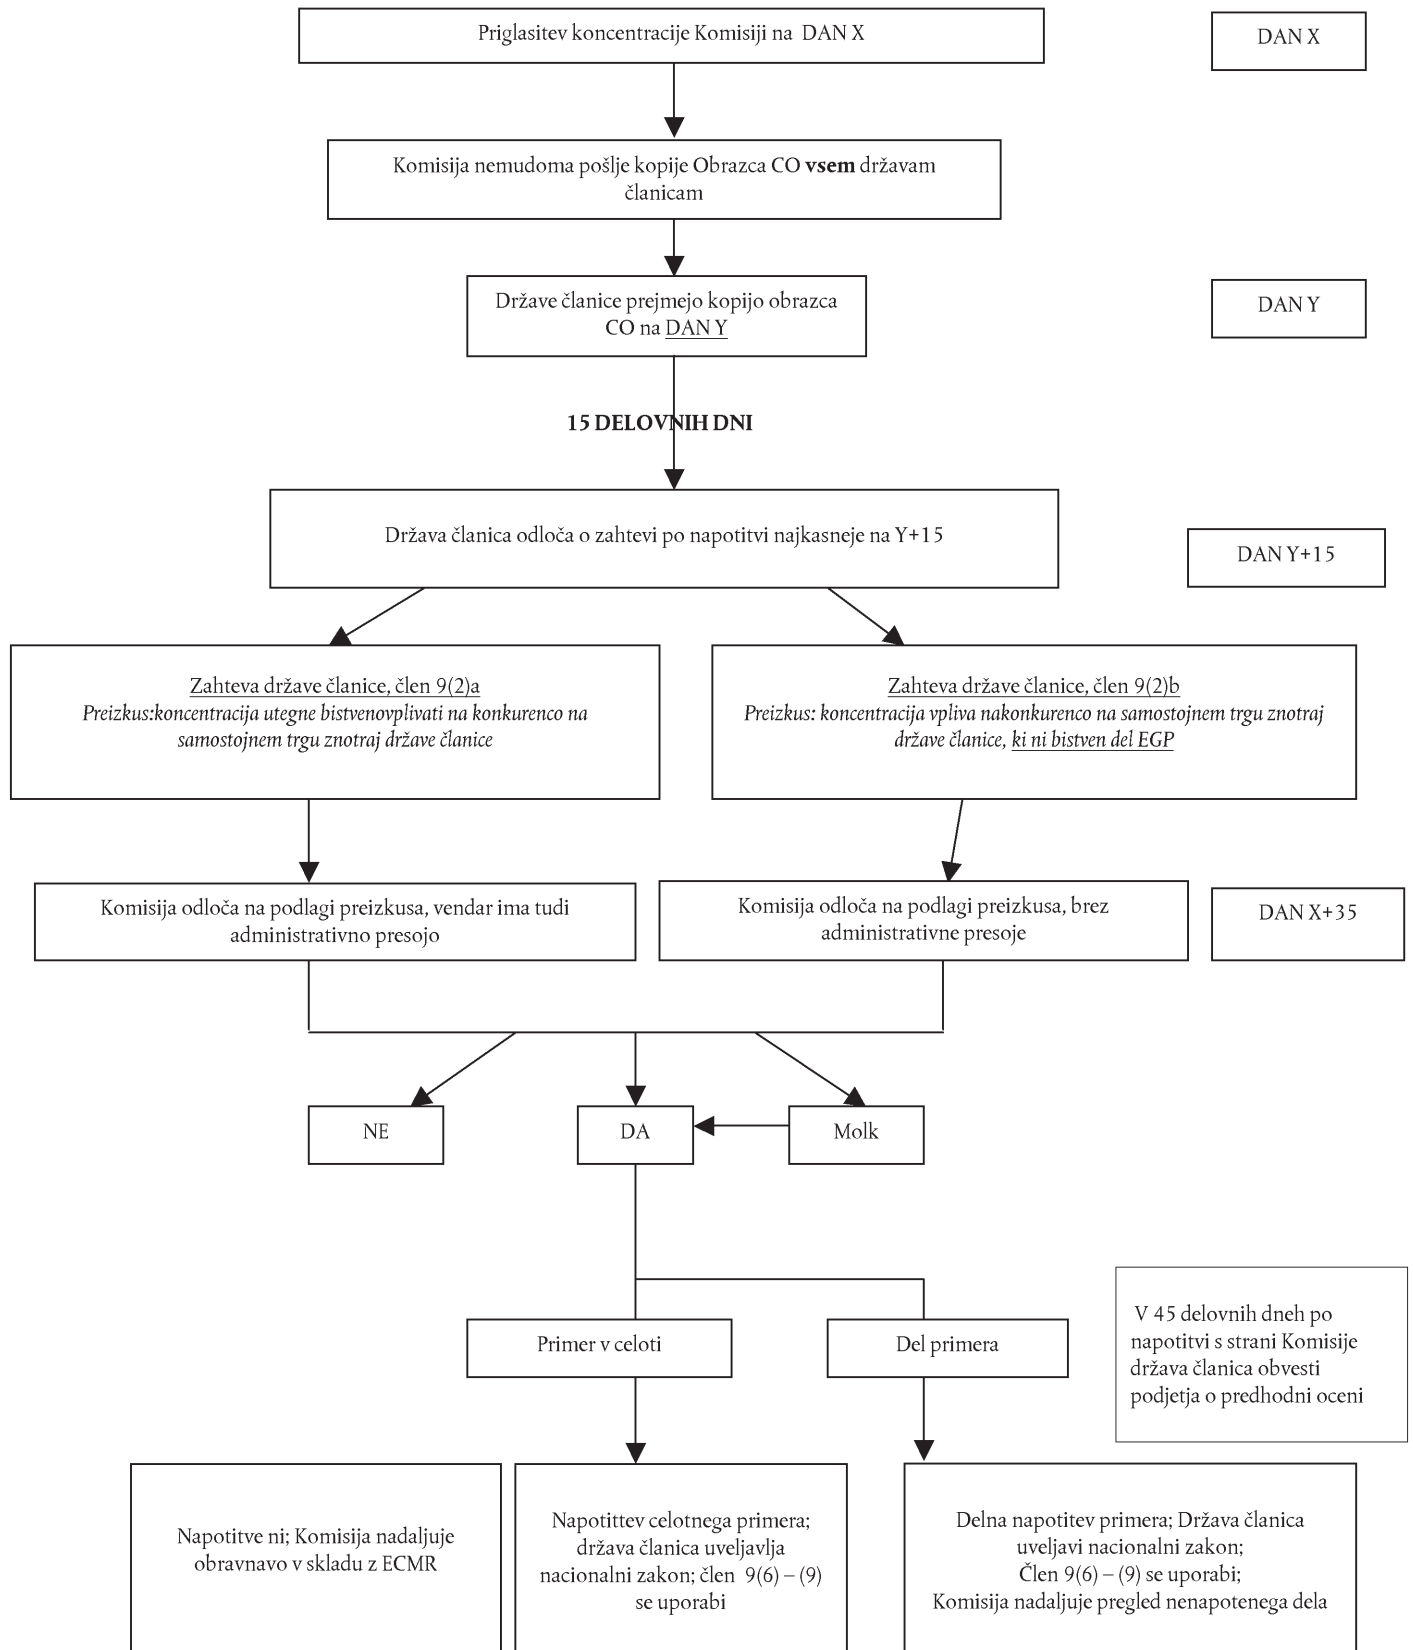 Priglasitev koncentracije Komisiji na DAN X
DAN X
Komisija nemudoma pošlje kopije Obrazca CO vsem državam
članicam
Države članice prejmejo kopijo obrazca
CO na DAN Y
DAN Y
15 DELOVNIH DNI
Država članica odloča o zahtevi po napotitvi najkasneje na Y+15
DAN Y+15
Zahteva države članice, člen 9(2)a
Preizkus:koncentracija utegne bistvenovplivati na konkurenco na
samostojnem trgu znotraj države članice
Zahteva države članice, člen 9(2)b
Preizkus: koncentracija vpliva nakonkurenco na samostojnem trgu znotraj
države članice, ki ni bistven del EGP
Komisija odloča na podlagi preizkusa, vendar ima tudi
administrativno presojo
Komisija odloča na podlagi preizkusa, brez
administrativne presoje
DAN X+35
NE
DA
Molk
Primer v celoti
Del primera
V 45 delovnih dneh po
napotitvi s strani Komisije
država članica obvesti
podjetja o predhodni oceni
Napotitve ni; Komisija nadaljuje
obravnavo v skladu z ECMR
Napotittev celotnega primera;
država članica uveljavlja
nacionalni zakon; člen 9(6) – (9)
se uporabi
Delna napotitev primera; Država članica
uveljavi nacionalni zakon;
Člen 9(6) – (9) se uporabi;
Komisija nadaljuje pregled nenapotenega dela